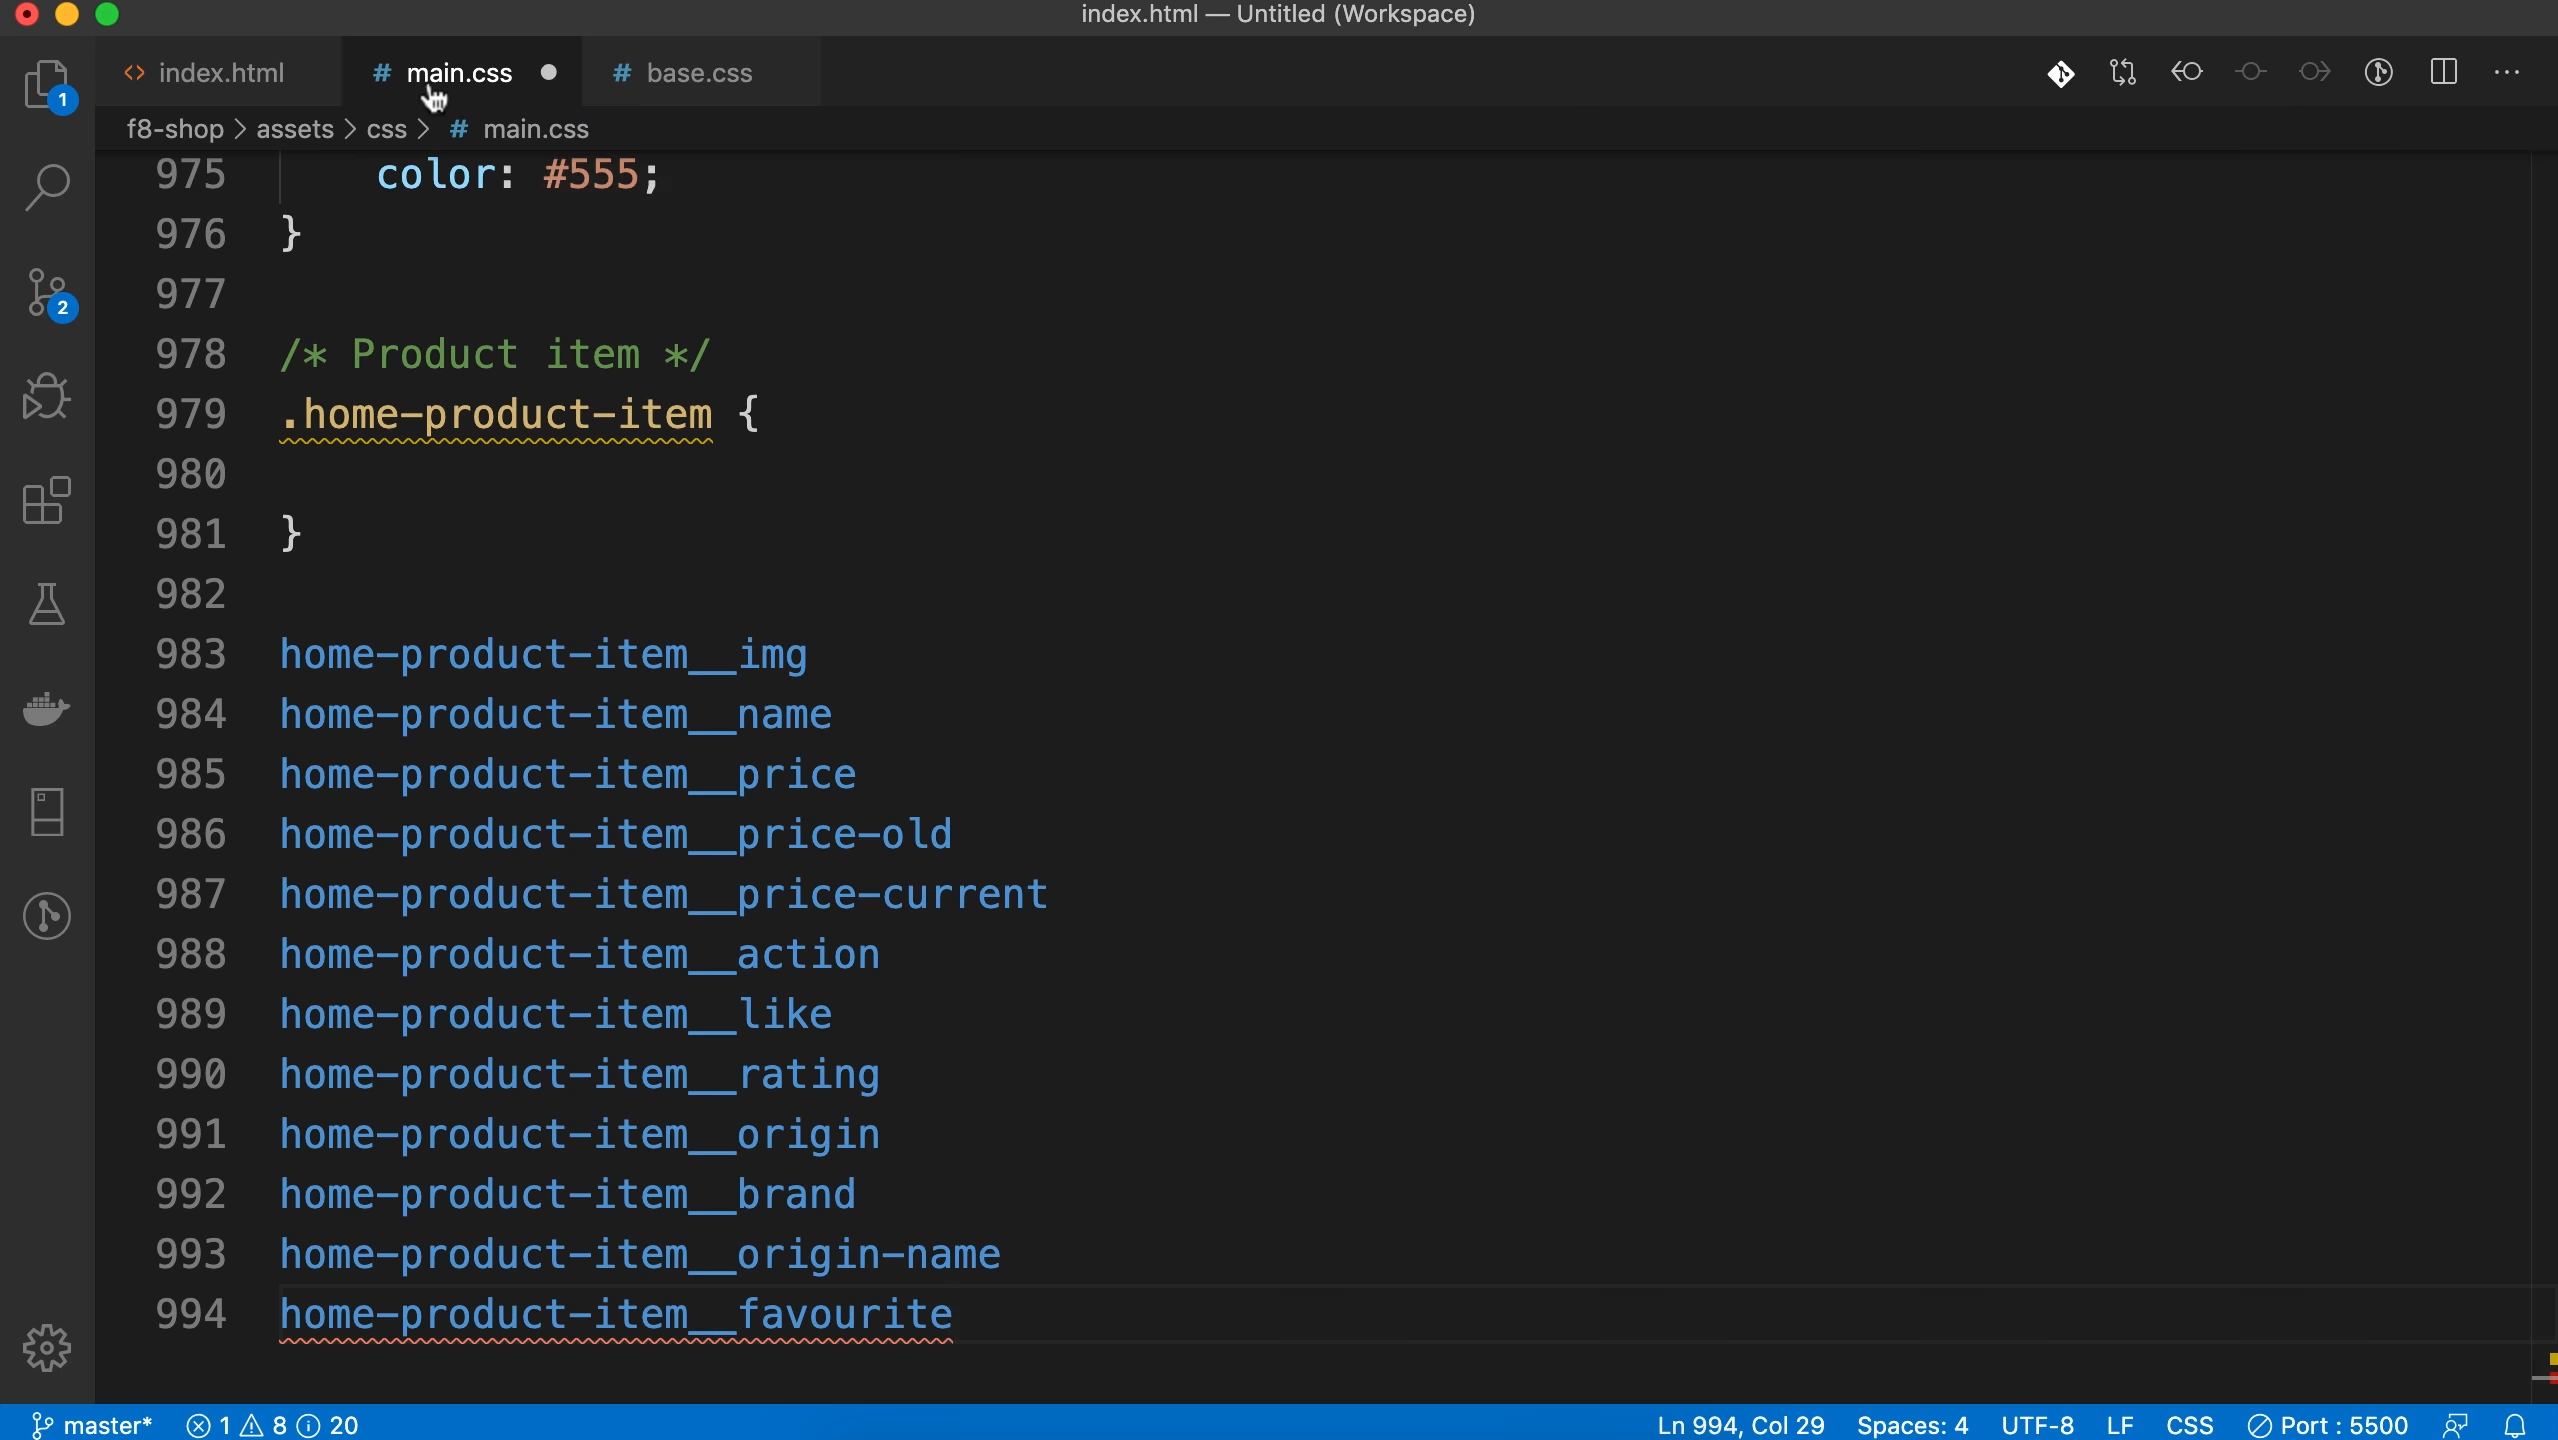 index.html — Untitled (Workspace)
<> index.html
# main.css
# base.css
f8-shop > assets > css > # main.css
975 color: #555;
976 }
977
978 /* Product item */
979 .home-product-item {
980
981 }
982
983 home-product-item__img
984 home-product-item__name
985 home-product-item__price
986 home-product-item__price-old
987 home-product-item__price-current
988 home-product-item__action
989 home-product-item__like
990 home-product-item__rating
991 home-product-item__origin
992 home-product-item__brand
993 home-product-item__origin-name
994 home-product-item__favourite
1
2
master* 1 8 20
Ln 994, Col 29 Spaces: 4 UTF-8 LF CSS Port : 5500